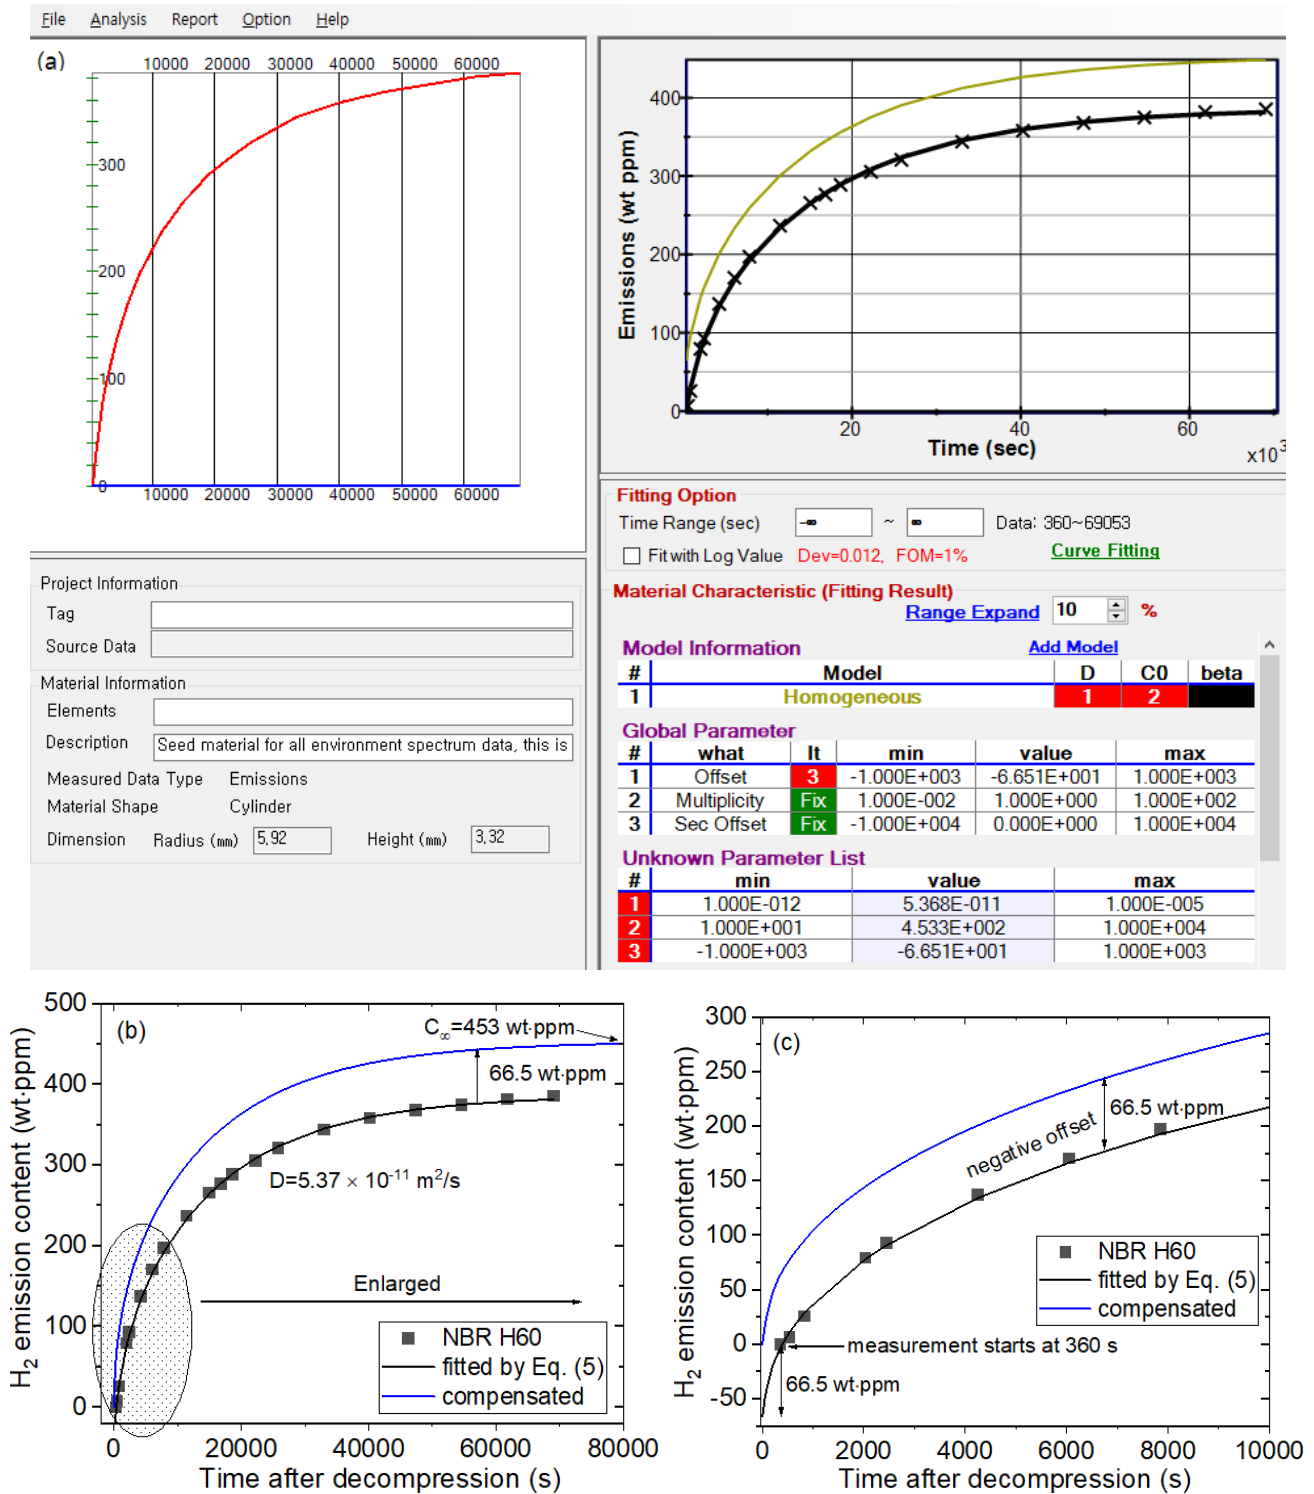 File Analysis Report Option Help
(a)
10000 20000 30000 40000 50000 60000
300
200
100
0
10000 20000 30000 40000 50000 60000
Emissions (wt ppm)
400
300
200
100
0
20 40 60
Time (sec)
x10³
Fitting Option
Time Range (sec) -∞ ~ ∞ Data: 360~69053
Fit with Log Value Dev=0.012, FOM=1% Curve Fitting
Material Characteristic (Fitting Result)
Range Expand 10 %
Model Information Add Model
# Model D C0 beta
1 Homogeneous 1 2
Global Parameter
# what It min value max
1 Offset 3 -1.000E+003 -6.651E+001 1.000E+003
2 Multiplicity Fix 1.000E-002 1.000E+000 1.000E+002
3 Sec Offset Fix -1.000E+004 0.000E+000 1.000E+004
Unknown Parameter List
# min value max
1 1.000E-012 5.368E-011 1.000E-005
2 1.000E+001 4.533E+002 1.000E+004
3 -1.000E+003 -6.651E+001 1.000E+003
Project Information
Tag
Source Data
Material Information
Elements
Description Seed material for all environment spectrum data, this is
Measured Data Type Emissions
Material Shape Cylinder
Dimension Radius (mm) 5,92 Height (mm) 3,32
(b)
H₂ emission content (wt·ppm)
500
400
300
200
100
0
C∞=453 wt·ppm
66.5 wt·ppm
D=5.37 × 10⁻¹¹ m²/s
Enlarged
NBR H60
fitted by Eq. (5)
compensated
0 20000 40000 60000 80000
Time after decompression (s)
(c)
H₂ emission content (wt·ppm)
300
250
200
150
100
50
0
-50
66.5 wt·ppm
negative offset
NBR H60
fitted by Eq. (5)
compensated
measurement starts at 360 s
66.5 wt·ppm
0 2000 4000 6000 8000 10000
Time after decompression (s)